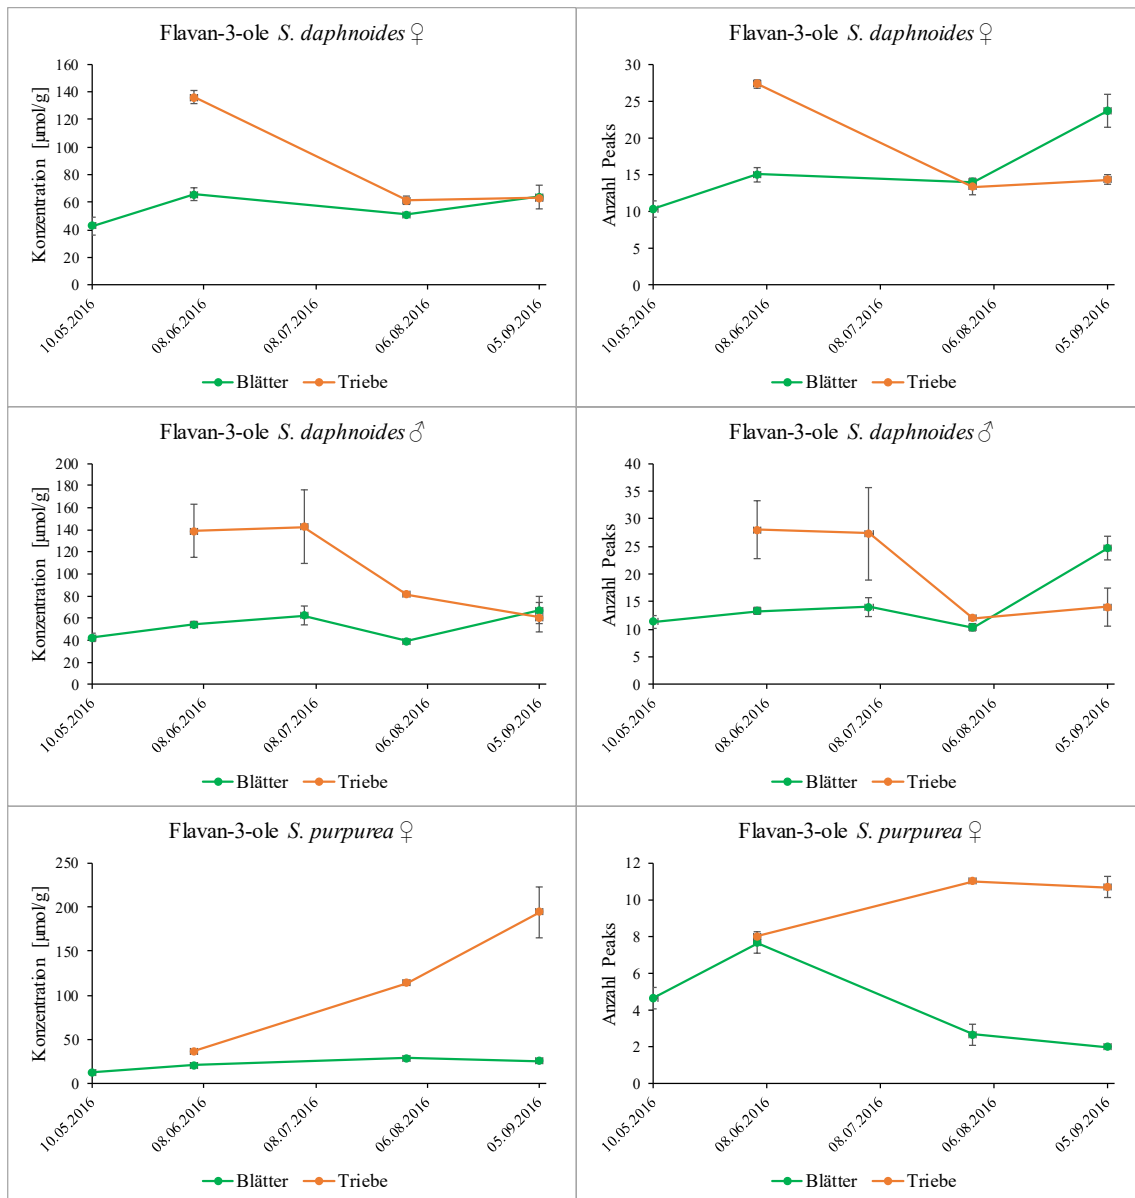 Flavan-3-ole S. daphnoides ♀
Konzentration [µmol/g]
160
140
120
100
80
60
40
20
0
10.05.2016 08.06.2016 08.07.2016 06.08.2016 05.09.2016
Blätter Triebe
Flavan-3-ole S. daphnoides ♀
Anzahl Peaks
30
25
20
15
10
5
0
10.05.2016 08.06.2016 08.07.2016 06.08.2016 05.09.2016
Blätter Triebe
Flavan-3-ole S. daphnoides ♂
Konzentration [µmol/g]
200
180
160
140
120
100
80
60
40
20
0
10.05.2016 08.06.2016 08.07.2016 06.08.2016 05.09.2016
Blätter Triebe
Flavan-3-ole S. daphnoides ♂
Anzahl Peaks
40
35
30
25
20
15
10
5
0
10.05.2016 08.06.2016 08.07.2016 06.08.2016 05.09.2016
Blätter Triebe
Flavan-3-ole S. purpurea ♀
Konzentration [µmol/g]
250
200
150
100
50
0
10.05.2016 08.06.2016 08.07.2016 06.08.2016 05.09.2016
Blätter Triebe
Flavan-3-ole S. purpurea ♀
Anzahl Peaks
12
10
8
6
4
2
0
10.05.2016 08.06.2016 08.07.2016 06.08.2016 05.09.2016
Blätter Triebe